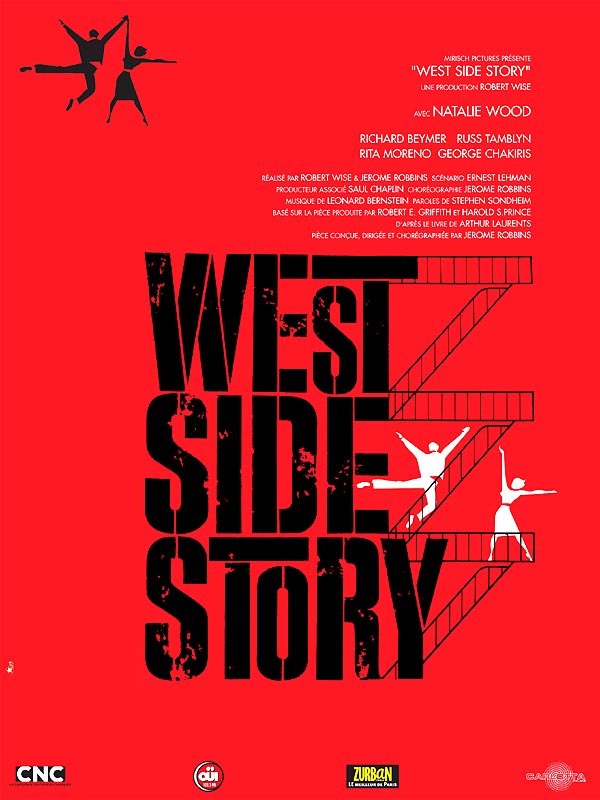 MIRISCH PICTURES PRÉSENTE
"WEST SIDE STORY"
UNE PRODUCTION ROBERT WISE
AVEC NATALIE WOOD
RICHARD BEYMER RUSS TAMBLYN
RITA MORENO GEORGE CHAKIRIS
RÉALISÉ PAR ROBERT WISE & JEROME ROBBINS SCÉNARIO ERNEST LEHMAN
PRODUCTEUR ASSOCIÉ SAUL CHAPLIN CHORÉOGRAPHIE JEROME ROBBINS
MUSIQUE DE LEONARD BERNSTEIN PAROLES DE STEPHEN SONDHEIM
BASÉ SUR LA PIÈCE PRODUITE PAR ROBERT E. GRIFFITH ET HAROLD S.PRINCE
D'APRÈS LE LIVRE DE ARTHUR LAURENTS
PIÈCE CONÇUE, DIRIGÉE ET CHORÉGRAPHIÉE PAR JEROME ROBBINS
WEST
SIDE
STORY
CNC
OÜI
ZURBAN
LE MEILLEUR DE PARIS
CARLOTTA